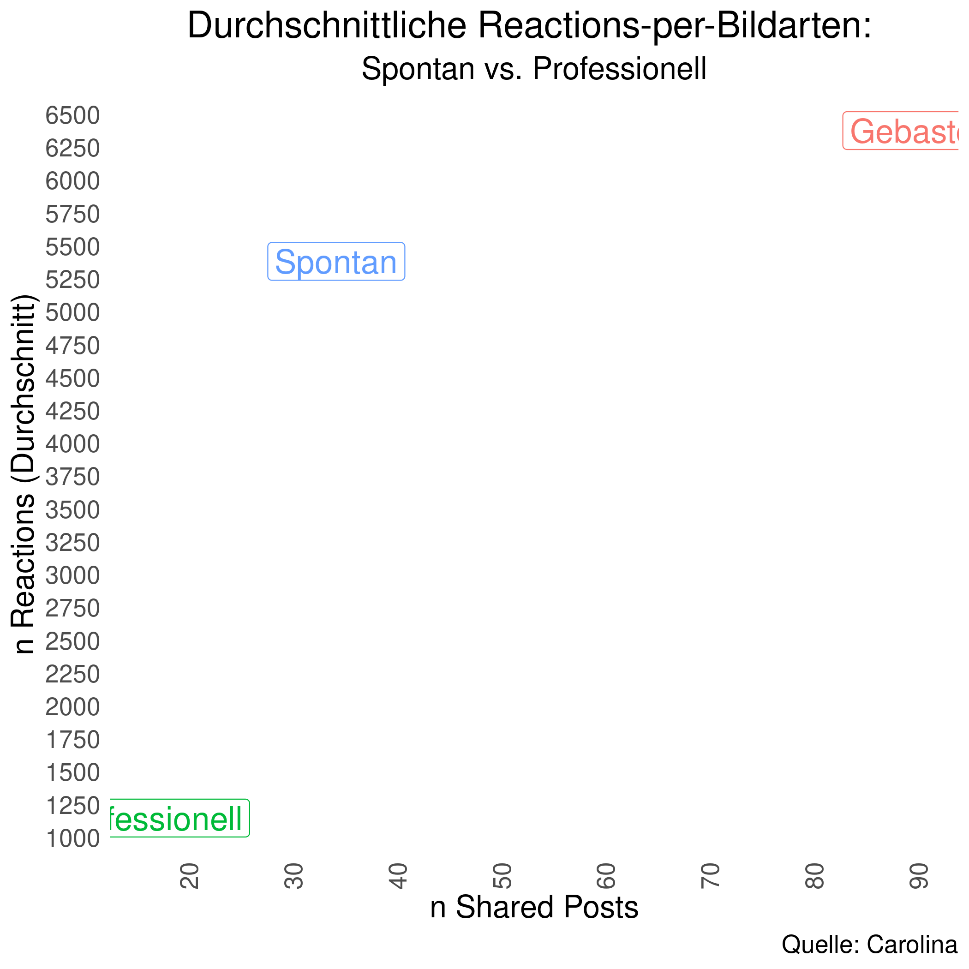 Durchschnittliche Reactions-per-Bildarten:
Spontan vs. Professionell
6500
6250
6000
5750
5500
5250
5000
4750
4500
4250
4000
3750
3500
3250
3000
2750
2500
2250
2000
1750
1500
1250
1000
n Reactions (Durchschnitt)
Gebast
Spontan
fessionell
20 30 40 50 60 70 80 90
n Shared Posts
Quelle: Carolina